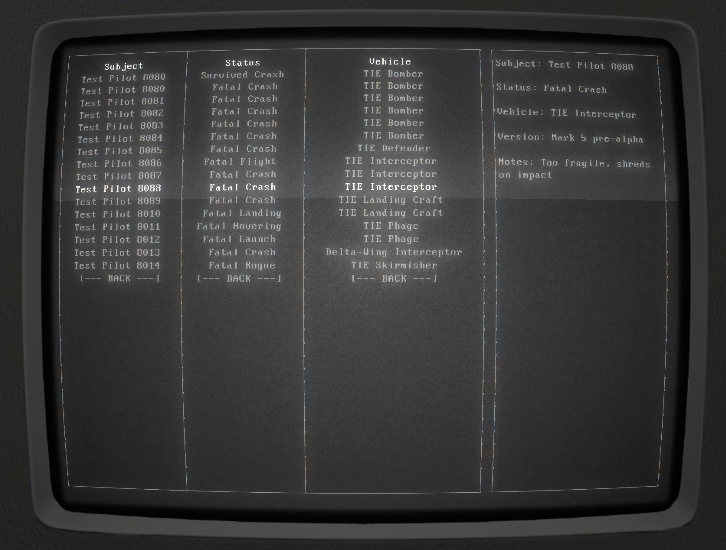 Subject Status Vehicle
Test Pilot 8080 Survived Crash TIE Bomber
Test Pilot 8080 Fatal Crash TIE Bomber
Test Pilot 8081 Fatal Crash TIE Bomber
Test Pilot 8082 Fatal Crash TIE Bomber
Test Pilot 8083 Fatal Crash TIE Bomber
Test Pilot 8084 Fatal Crash TIE Bomber
Test Pilot 8085 Fatal Crash TIE Defender
Test Pilot 8086 Fatal Flight TIE Interceptor
Test Pilot 8087 Fatal Crash TIE Interceptor
Test Pilot 8088 Fatal Crash TIE Interceptor
Test Pilot 8089 Fatal Crash TIE Landing Craft
Test Pilot 8010 Fatal Landing TIE Landing Craft
Test Pilot 8011 Fatal Hovering TIE Phage
Test Pilot 8012 Fatal Launch TIE Phage
Test Pilot 8013 Fatal Crash Delta-Wing Interceptor
Test Pilot 8014 Fatal Rogue TIE Skirmisher
[--- BACK ---] [--- BACK ---] [--- BACK ---]
Subject: Test Pilot 8088
Status: Fatal Crash
Vehicle: TIE Interceptor
Version: Mark 5 pre-alpha
Notes: Too fragile, shreds
on impact